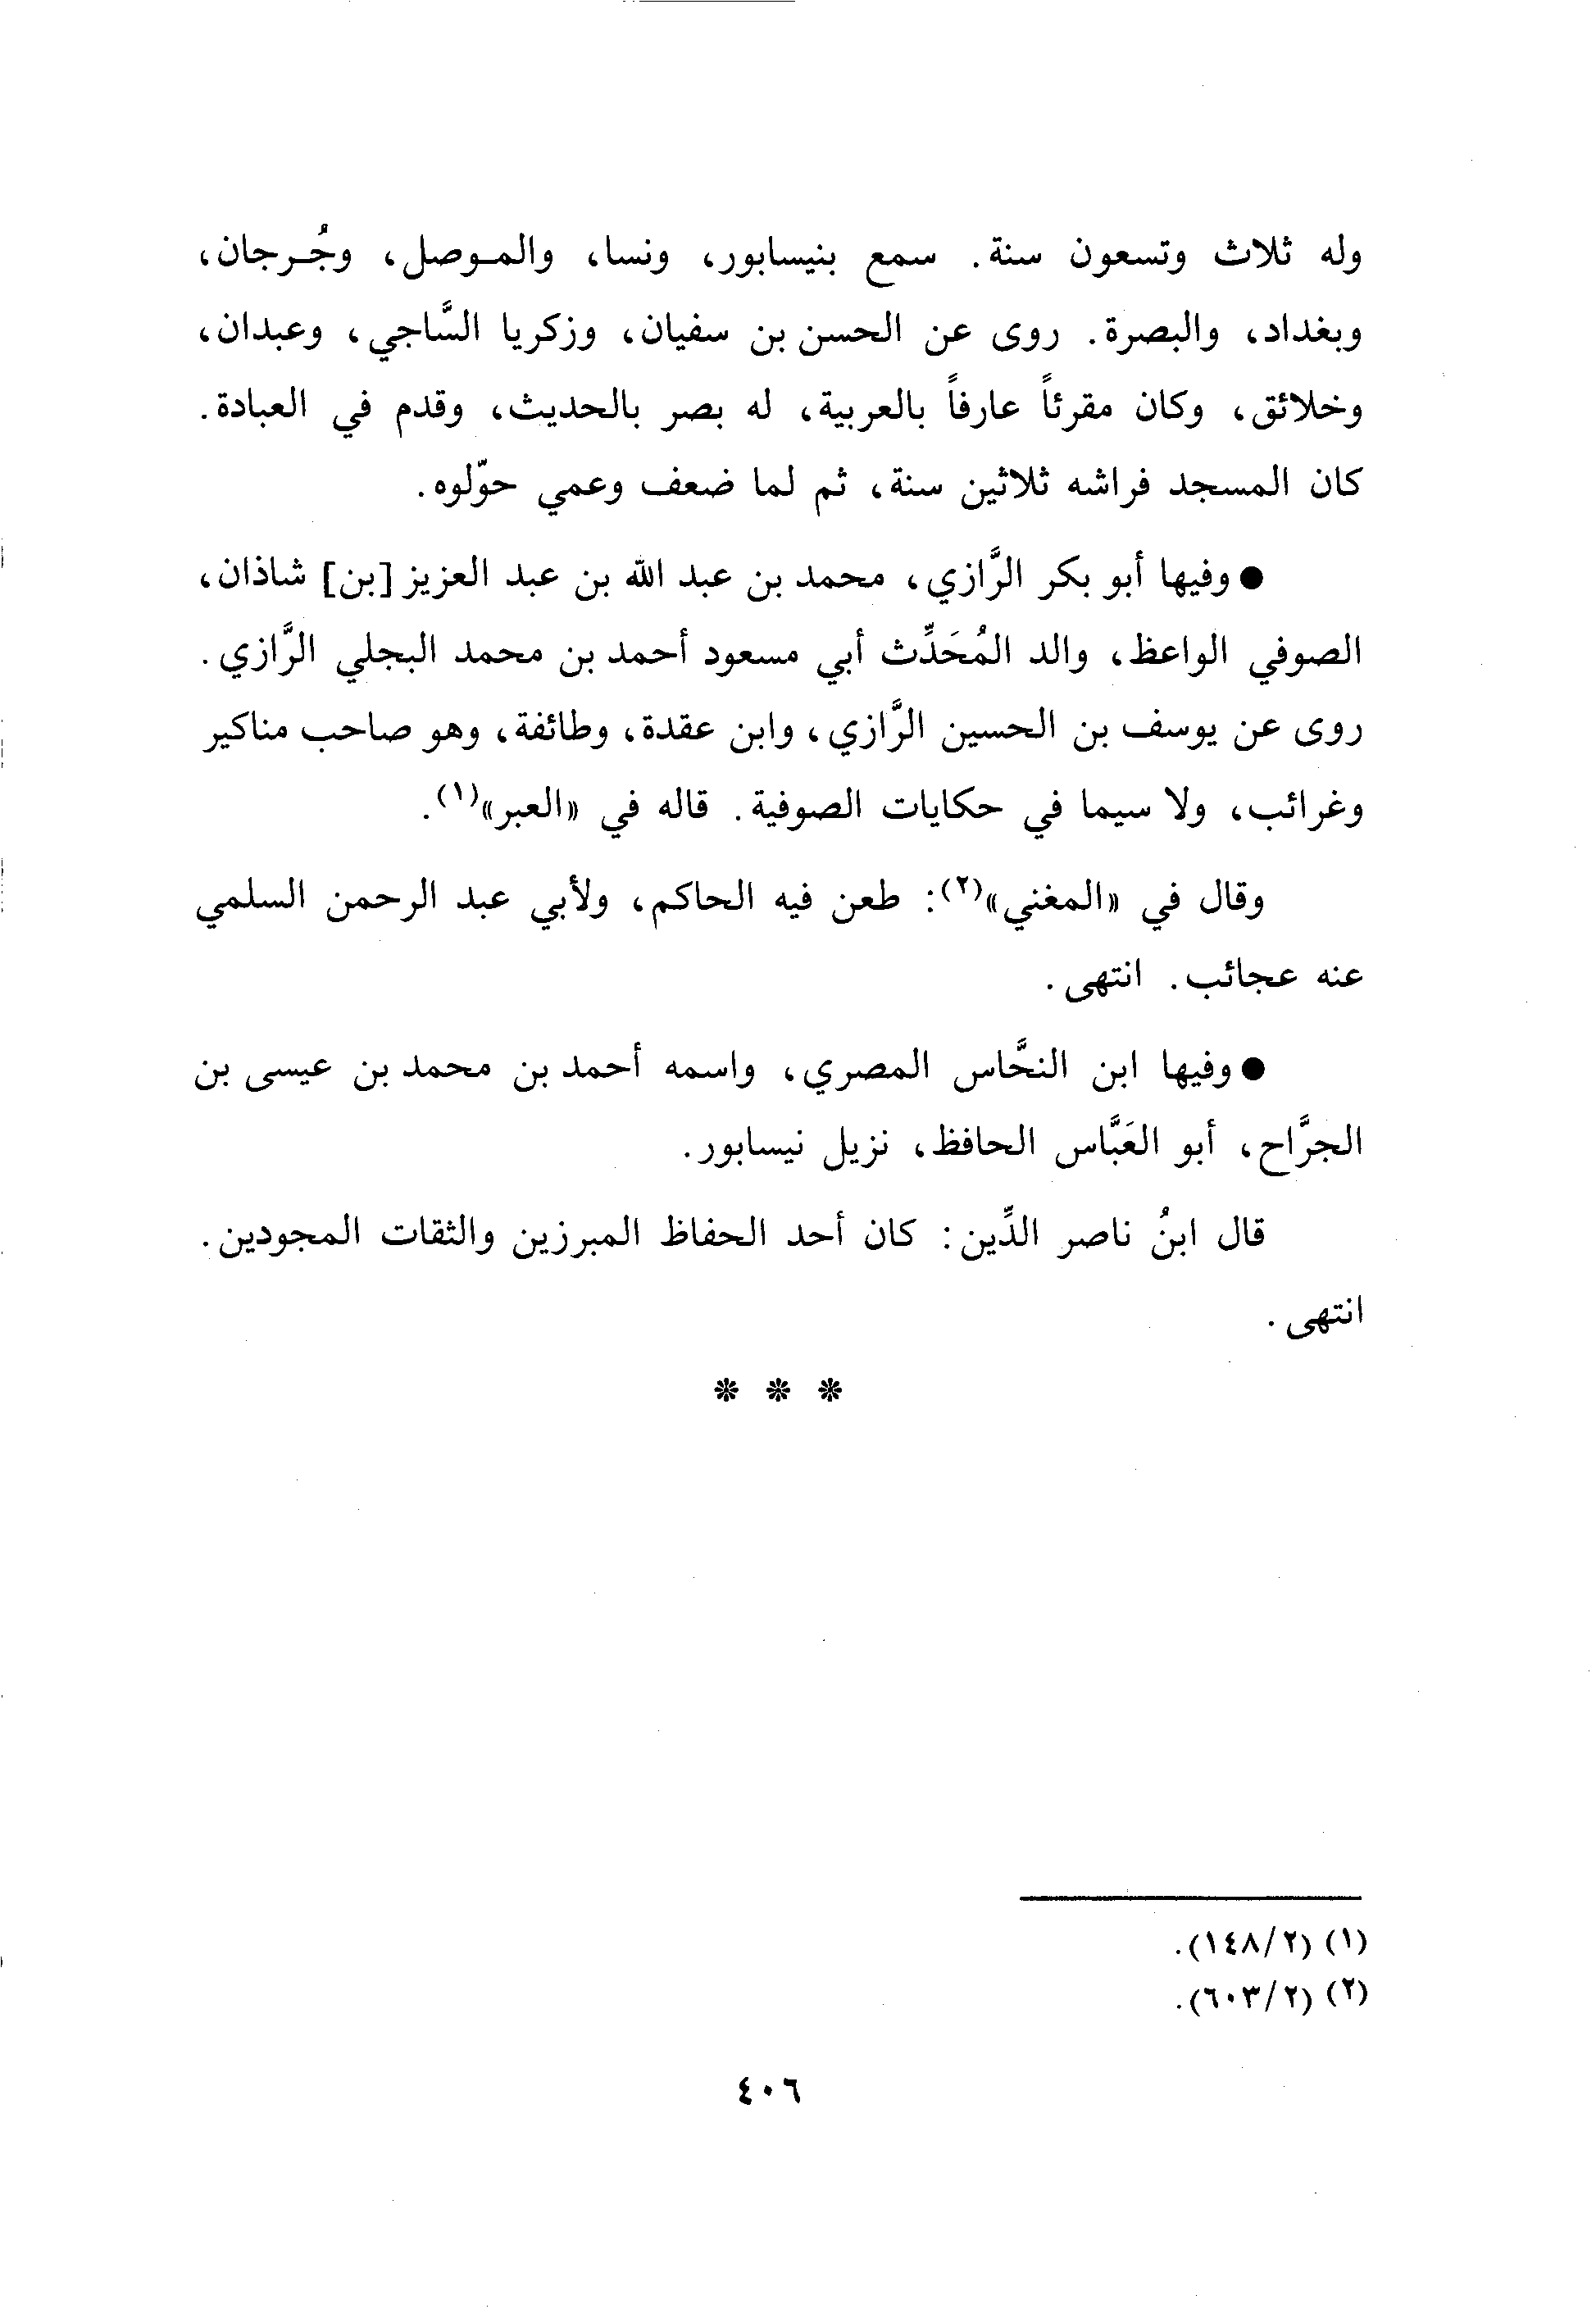 وله ثلاث وتسعون سنة. سمع بنيسابور، ونسا، والموصل، وجُرجان،
وبغداد، والبصرة. روى عن الحسن بن سفيان، وزكريا السَّاجي، وعبدان،
وخلائق، وكان مقرئاً عارفاً بالعربية، له بصر بالحديث، وقدم في العبادة.
كان المسجد فراشه ثلاثين سنة، ثم لما ضعف وعمي حوّلوه.
● وفيها أبو بكر الرَّازي، محمد بن عبد الله بن عبد العزيز [بن] شاذان،
الصوفي الواعظ، والد المُحَدِّث أبي مسعود أحمد بن محمد البجلي الرَّازي.
روى عن يوسف بن الحسين الرَّازي، وابن عقدة، وطائفة، وهو صاحب مناكير
وغرائب، ولا سيما في حكايات الصوفية. قاله في «العبر»(١).
وقال في «المغني»(٢): طعن فيه الحاكم، ولأبي عبد الرحمن السلمي
عنه عجائب. انتهى.
● وفيها ابن النحَّاس المصري، واسمه أحمد بن محمد بن عيسى بن
الجرَّاح، أبو العَبَّاس الحافظ، نزيل نيسابور.
قال ابنُ ناصر الدِّين: كان أحد الحفاظ المبرزين والثقات المجودين.
انتهى.
* * *
(١) (١٤٨/٢).
(٢) (٦٠٣/٢).
٤٠٦